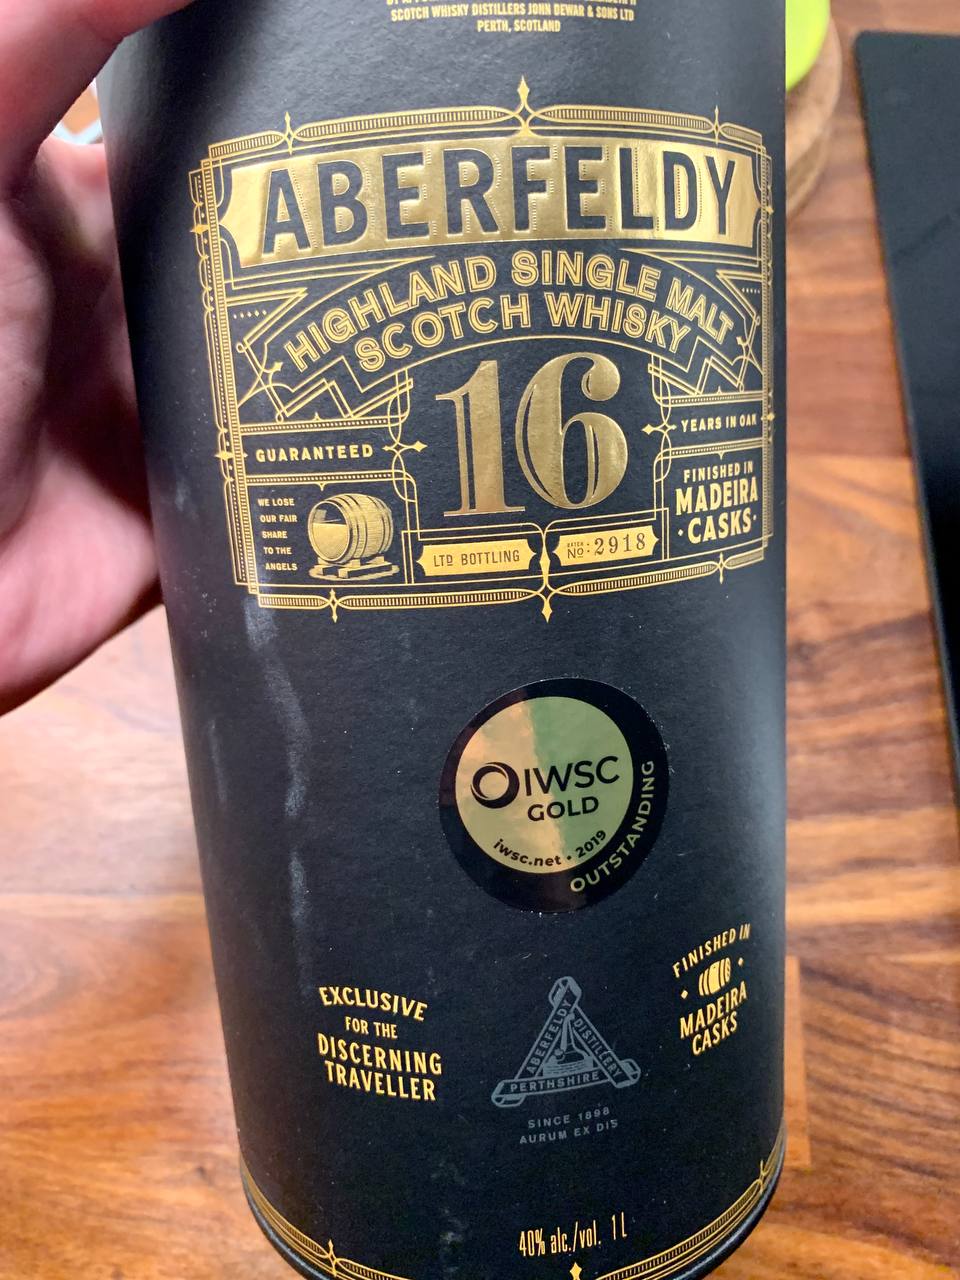 SCOTCH WHISKY DISTILLERS JOHN DEWAR & SONS LTD
PERTH, SCOTLAND
ABERFELDY
HIGHLAND SINGLE MALT
SCOTCH WHISKY
16
GUARANTEED
YEARS IN OAK
WE LOSE
OUR FAIR
SHARE
TO THE
ANGELS
FINISHED IN
MADEIRA
·CASKS·
LTD BOTTLING
BATCH
No: 2918
IWSC
GOLD
iwsc.net • 2019
OUTSTANDING
EXCLUSIVE
FOR THE
DISCERNING
TRAVELLER
FINISHED IN
MADEIRA
CASKS
ABERFELDY
DISTILLERY
PERTHSHIRE
SINCE 1898
AURUM EX DIS
40% alc./vol. 1 L